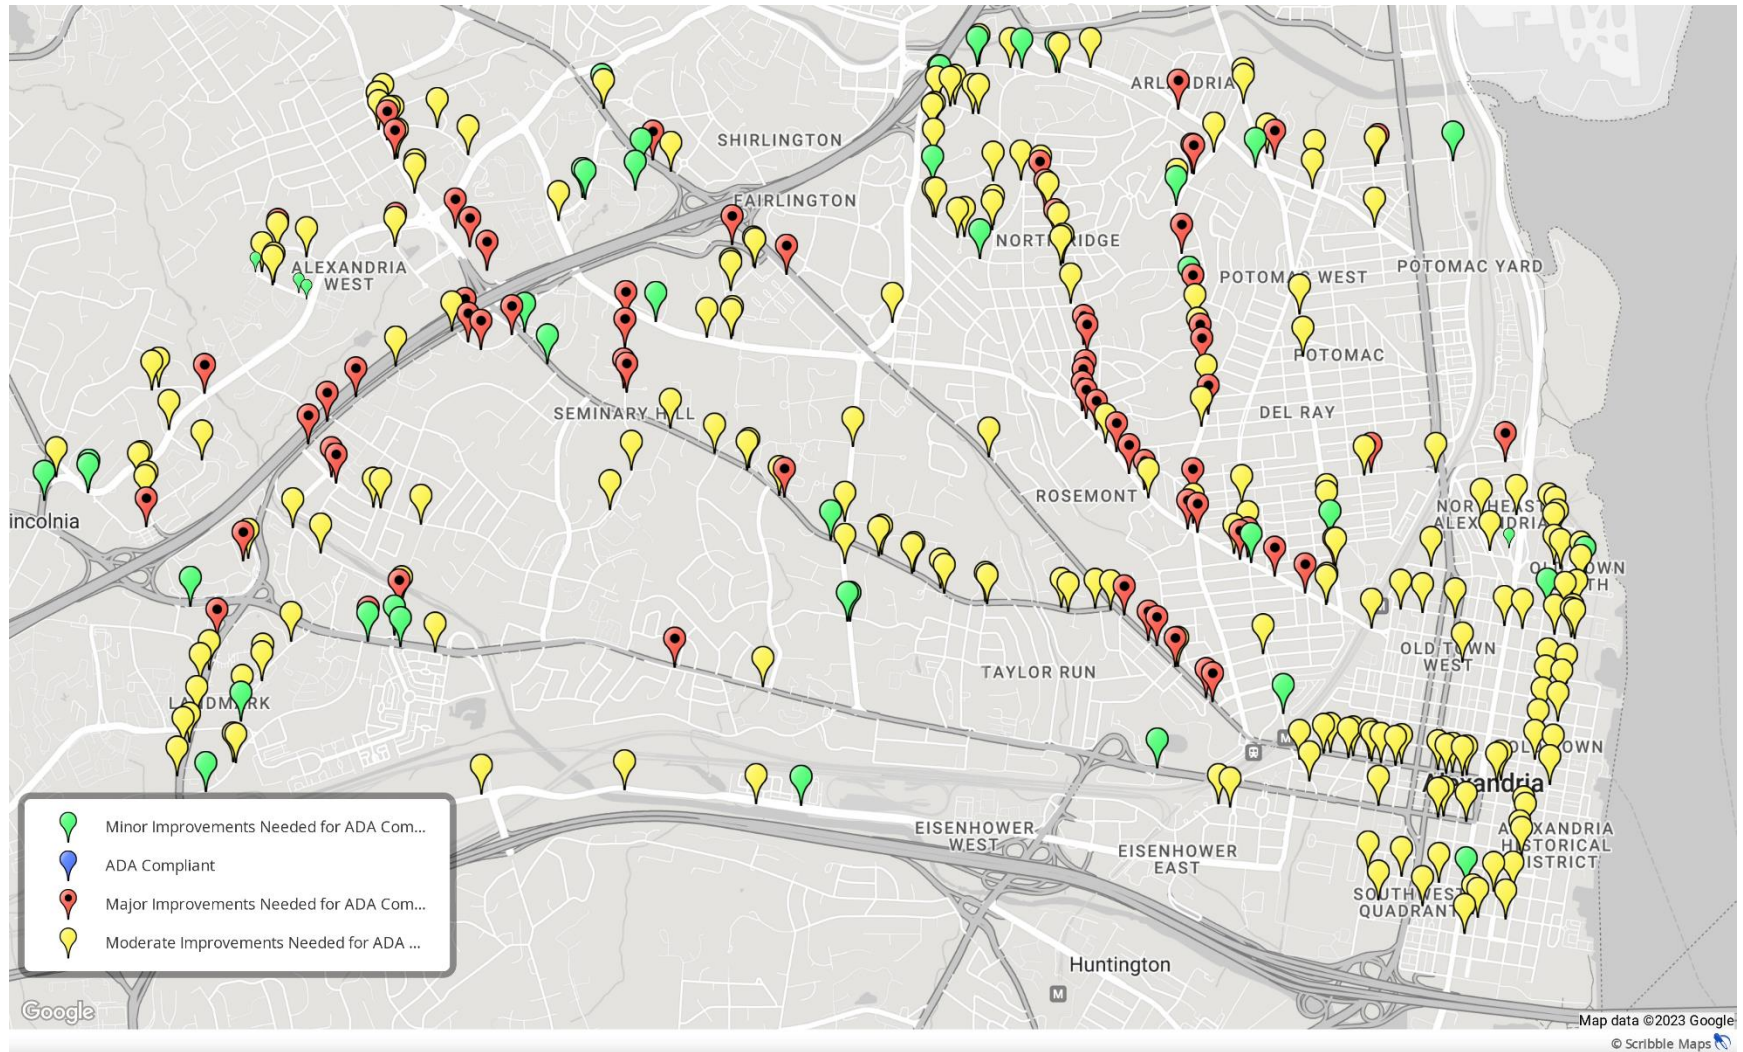 ARLANDRIA
SHIRLINGTON
FAIRLINGTON
NORTH RIDGE
ALEXANDRIA
WEST
POTOMAC WEST
POTOMAC YARD
POTOMAC
SEMINARY HILL
DEL RAY
ROSEMONT
NORTHEAST
ALEXANDRIA
incolnia
OLD TOWN
NORTH
OLD TOWN
WEST
TAYLOR RUN
LANDMARK
OLD TOWN
Alexandria
Minor Improvements Needed for ADA Com...
ADA Compliant
Major Improvements Needed for ADA Com...
Moderate Improvements Needed for ADA ...
EISENHOWER
WEST
EISENHOWER
EAST
ALEXANDRIA
HISTORICAL
DISTRICT
SOUTHWEST
QUADRANT
Huntington
M
M
Google
Map data ©2023 Google
© Scribble Maps